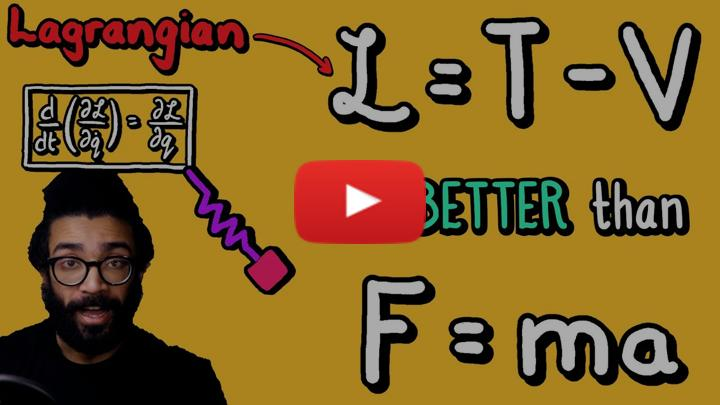 Lagrangian
ℒ = T - V
d/dt (∂ℒ/∂q̇) = ∂ℒ/∂q
BETTER than
F = ma